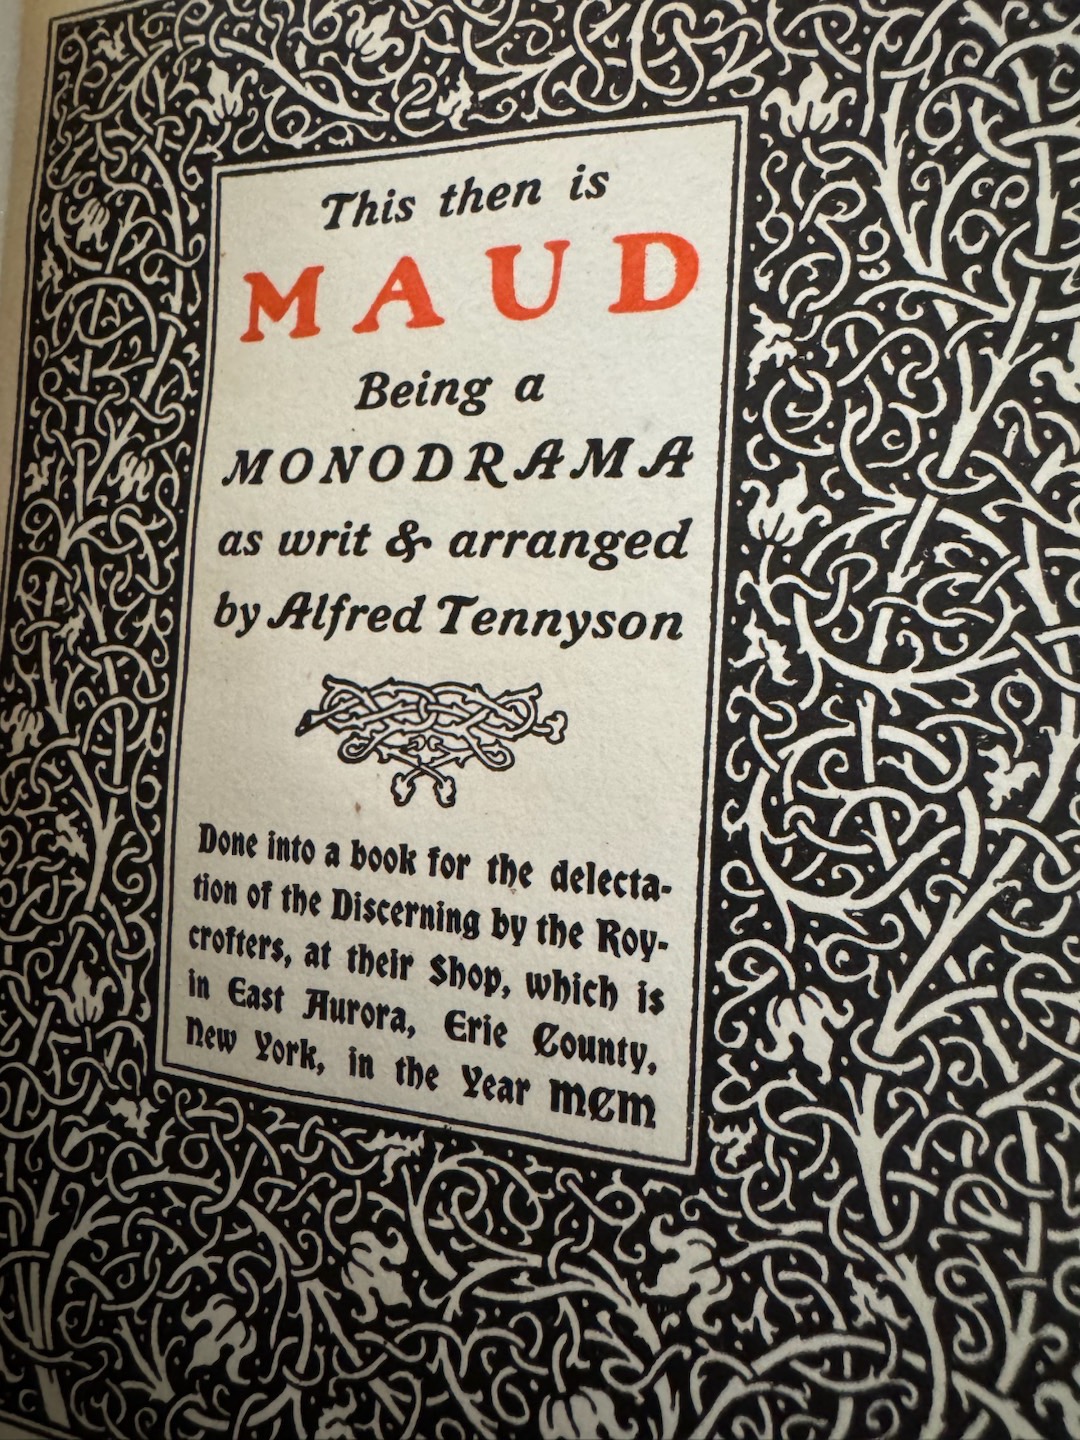 This then is
MAUD
Being a
MONODRAMA
as writ & arranged
by Alfred Tennyson
Done into a book for the delecta-
tion of the Discerning by the Roy-
crofters, at their Shop, which is
in East Aurora, Erie County,
New York, in the Year MCM